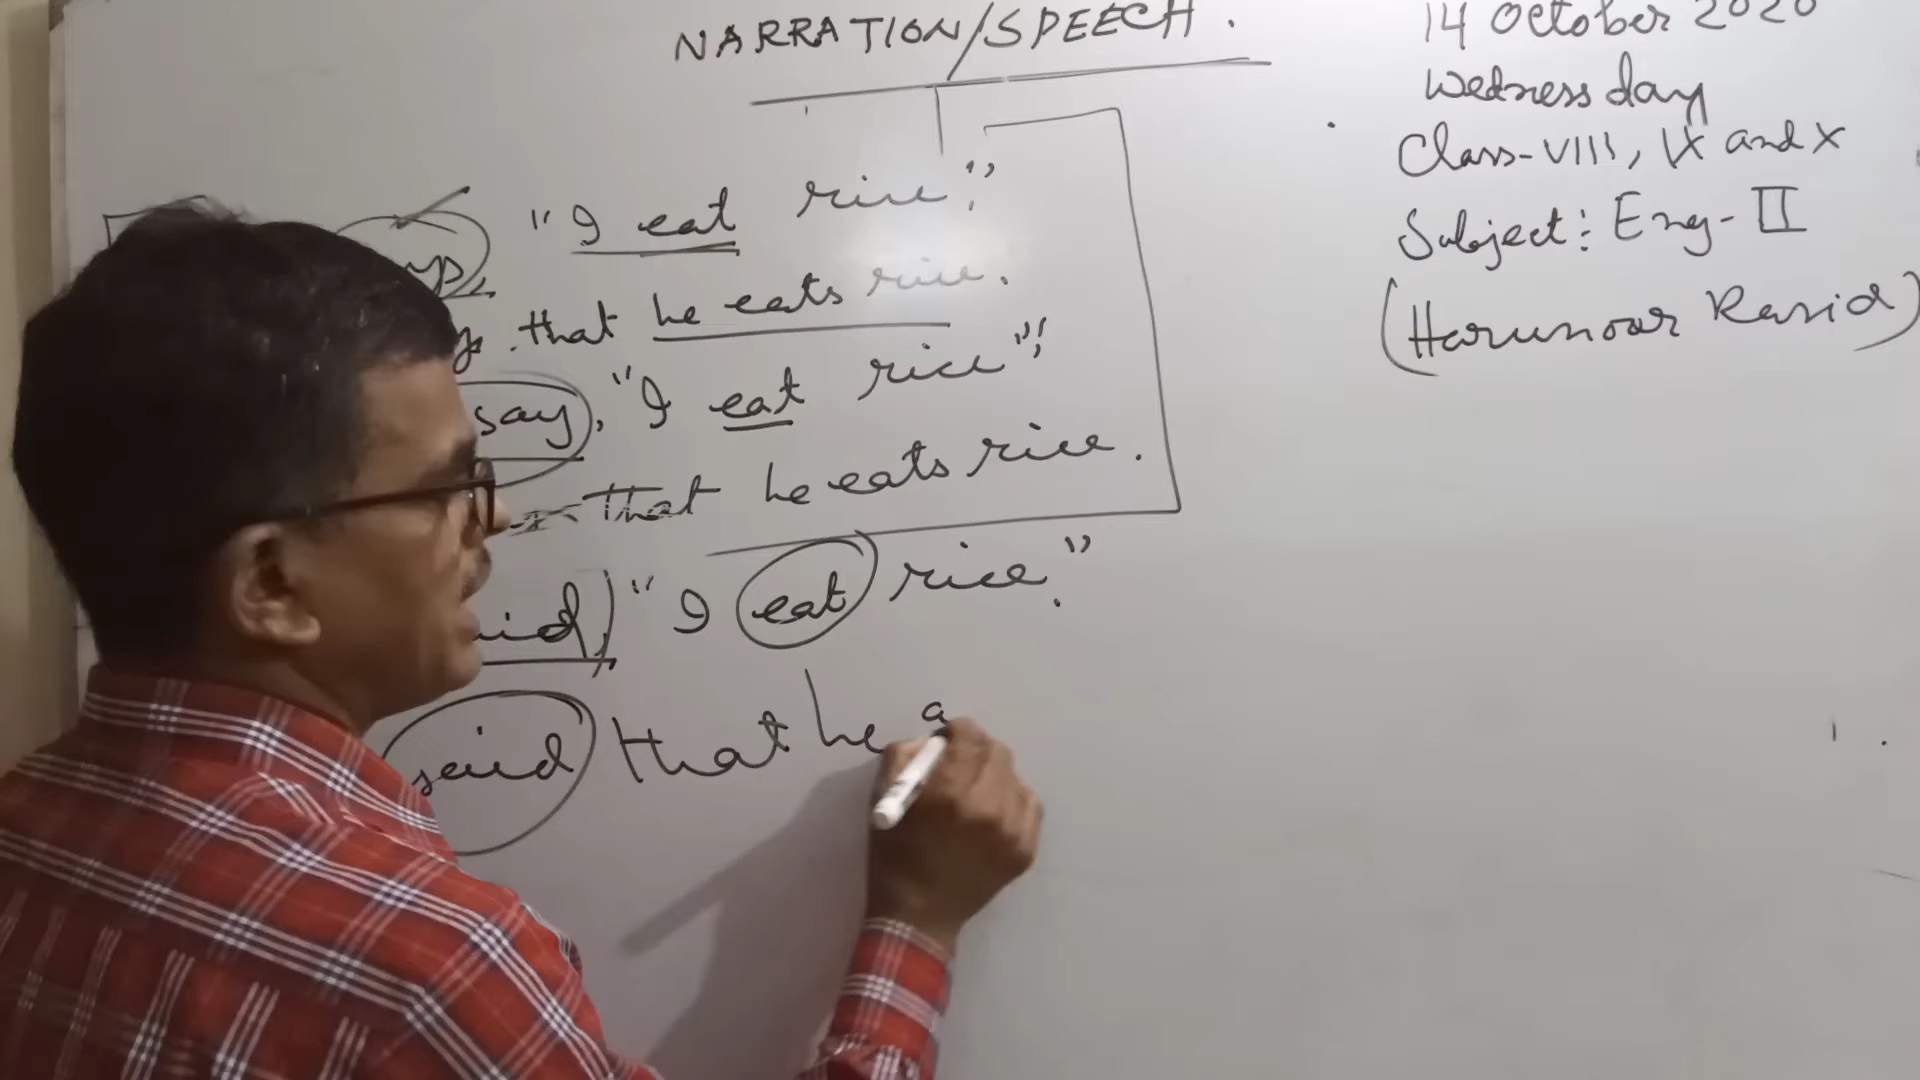 NARRATION/SPEECH.
14 October 2020
Wednessday
Class-VIII, IX and X
Subject: Eng-II
(Harunoar Rasid)
"I eat rice".
that he eats rice.
say, "I eat rice".
that he eats rice.
"I eat rice".
said that he a